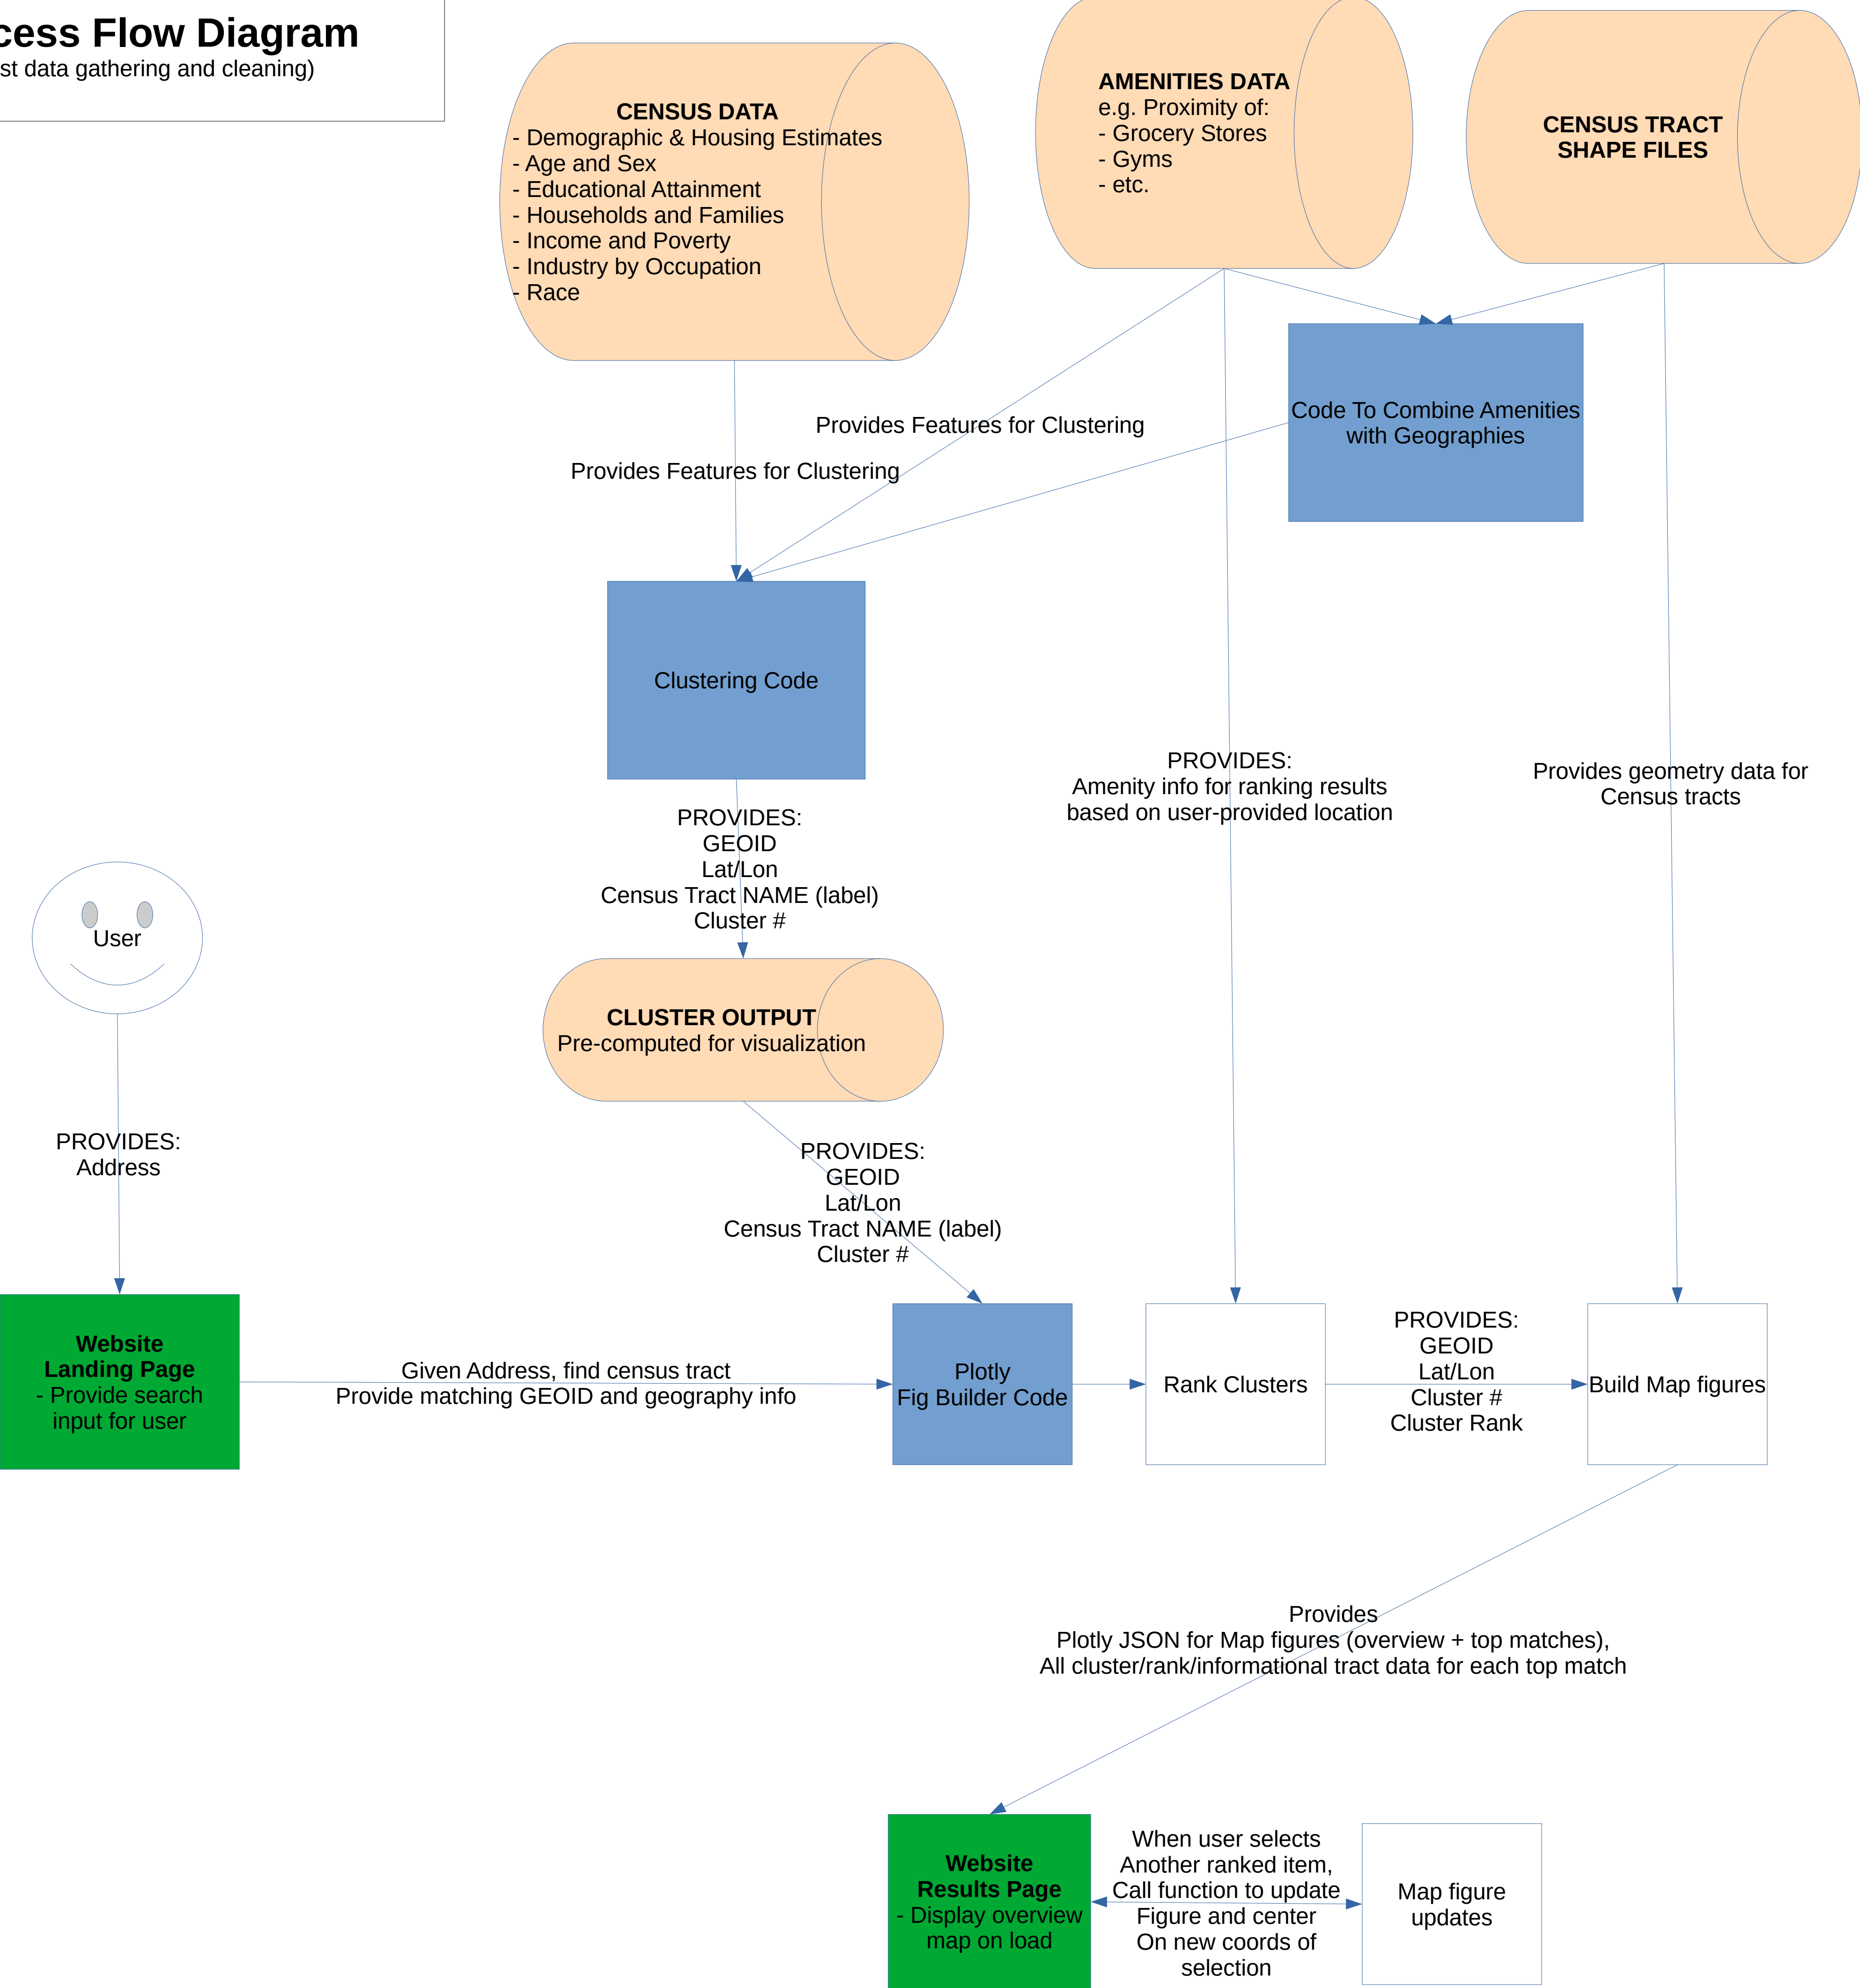 cess Flow Diagram
st data gathering and cleaning)
CENSUS DATA
- Demographic & Housing Estimates
- Age and Sex
- Educational Attainment
- Households and Families
- Income and Poverty
- Industry by Occupation
- Race
AMENITIES DATA
e.g. Proximity of:
- Grocery Stores
- Gyms
- etc.
CENSUS TRACT
SHAPE FILES
Code To Combine Amenities
with Geographies
Provides Features for Clustering
Provides Features for Clustering
Clustering Code
PROVIDES:
Amenity info for ranking results
based on user-provided location
Provides geometry data for
Census tracts
PROVIDES:
GEOID
Lat/Lon
Census Tract NAME (label)
Cluster #
User
CLUSTER OUTPUT
Pre-computed for visualization
PROVIDES:
Address
PROVIDES:
GEOID
Lat/Lon
Census Tract NAME (label)
Cluster #
Website
Landing Page
- Provide search
input for user
Given Address, find census tract
Provide matching GEOID and geography info
Plotly
Fig Builder Code
Rank Clusters
PROVIDES:
GEOID
Lat/Lon
Cluster #
Cluster Rank
Build Map figures
Provides
Plotly JSON for Map figures (overview + top matches),
All cluster/rank/informational tract data for each top match
Website
Results Page
- Display overview
map on load
When user selects
Another ranked item,
Call function to update
Figure and center
On new coords of
selection
Map figure
updates